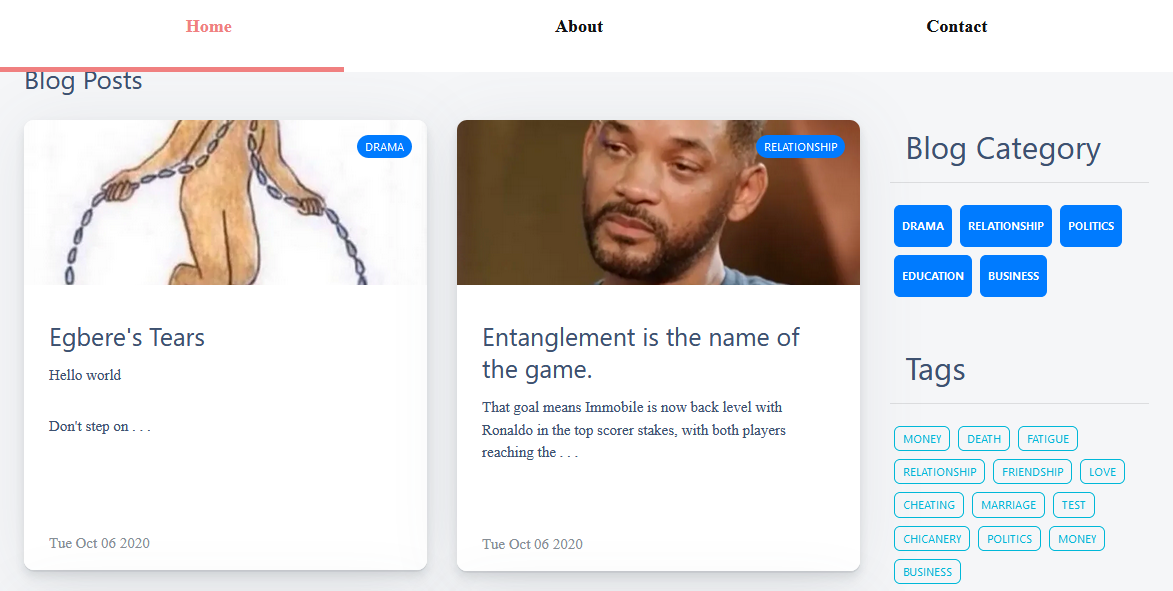 Home
About
Contact
Blog Posts
DRAMA
Egbere's Tears
Hello world
Don't step on . . .
Tue Oct 06 2020
RELATIONSHIP
Entanglement is the name of
the game.
That goal means Immobile is now back level with
Ronaldo in the top scorer stakes, with both players
reaching the . . .
Tue Oct 06 2020
Blog Category
DRAMA RELATIONSHIP POLITICS
EDUCATION BUSINESS
Tags
MONEY DEATH FATIGUE
RELATIONSHIP FRIENDSHIP LOVE
CHEATING MARRIAGE TEST
CHICANERY POLITICS MONEY
BUSINESS